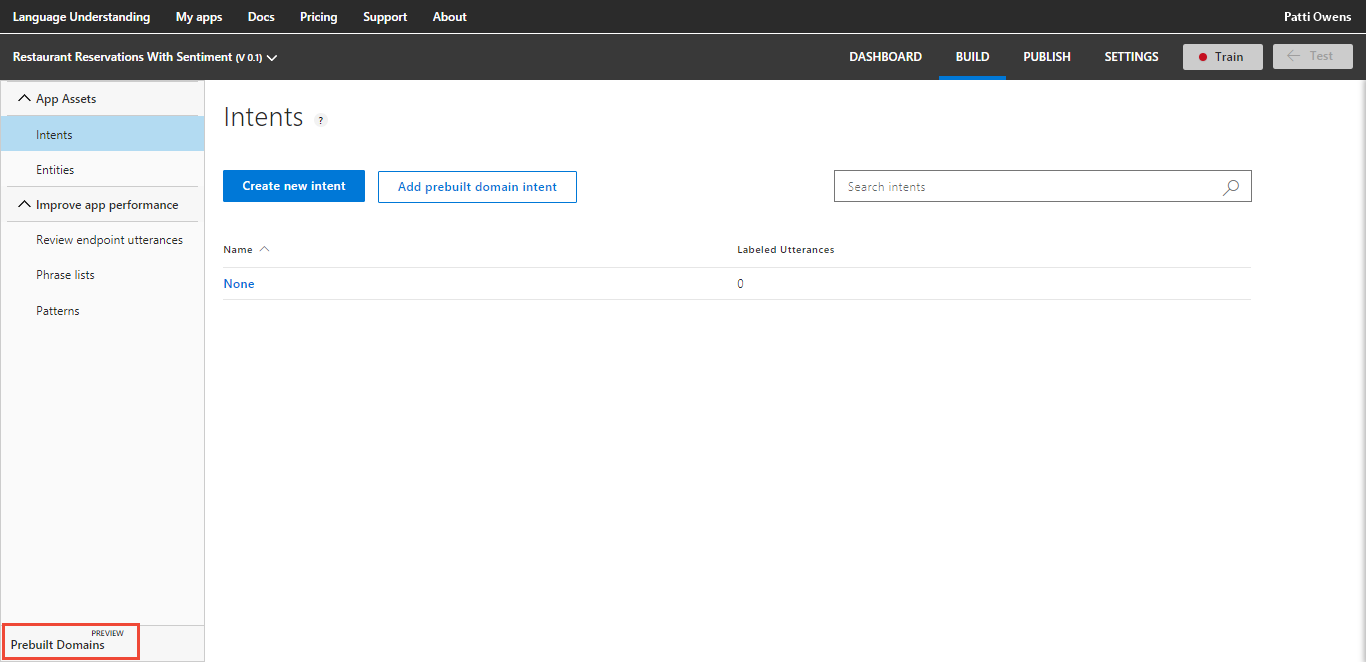 Language Understanding My apps Docs Pricing Support About Patti Owens
Restaurant Reservations With Sentiment (V 0.1) DASHBOARD BUILD PUBLISH SETTINGS Train Test
App Assets
Intents
Entities
Improve app performance
Review endpoint utterances
Phrase lists
Patterns
PREVIEW
Prebuilt Domains
Intents ?
Create new intent Add prebuilt domain intent Search intents
Name Labeled Utterances
None 0